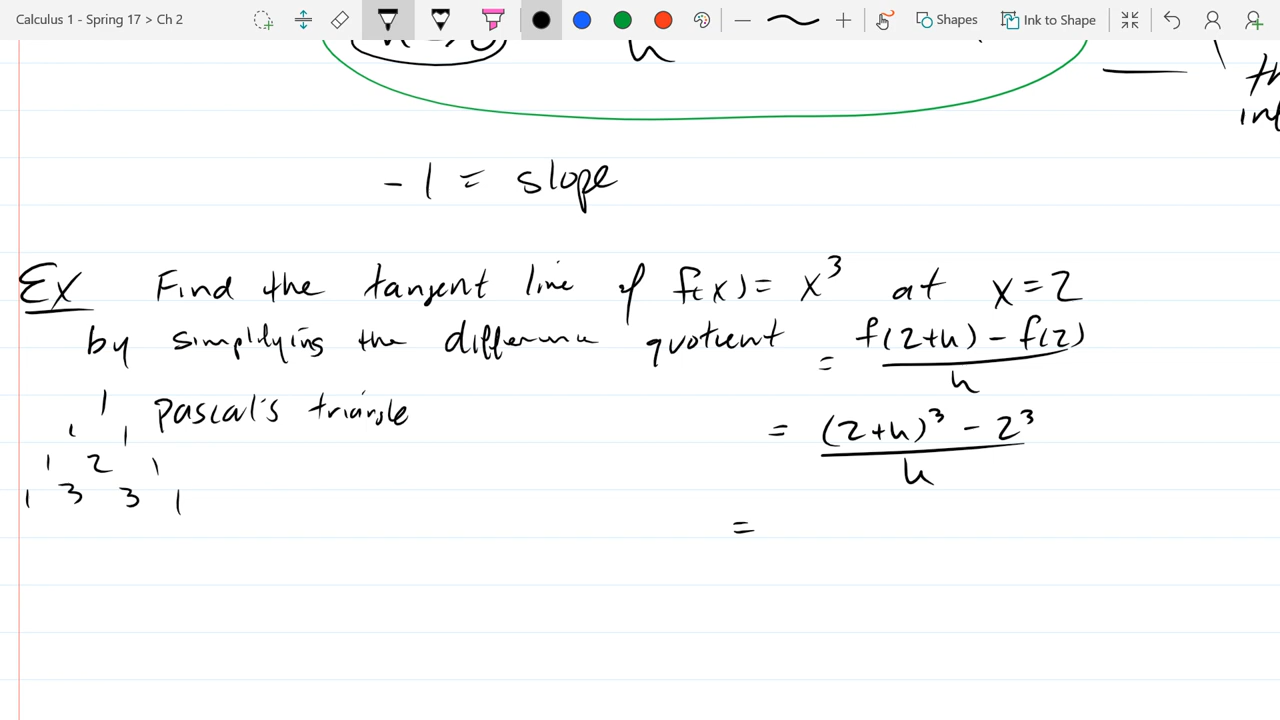 Calculus 1 - Spring 17 > Ch 2
Shapes
Ink to Shape
h
-1 = slope
Ex Find the tangent line of f(x) = x³ at x = 2
by simplifying the difference quotient = f(2+h) - f(2)
h
1 Pascal's triangle
= (2+h)³ - 2³
h
1 1
1 2 1
1 3 3 1
=